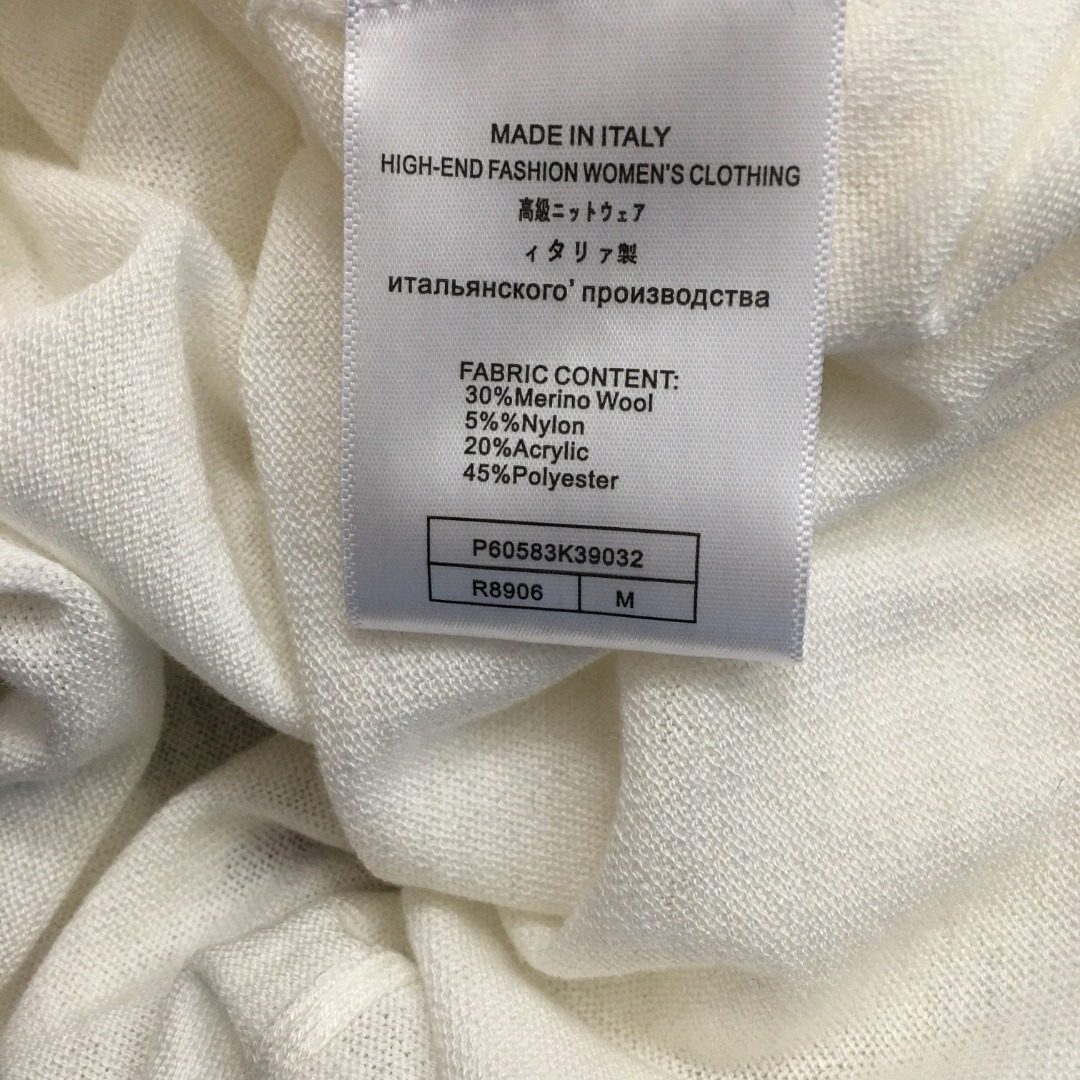 MADE IN ITALY
HIGH-END FASHION WOMEN'S CLOTHING
高級ニットウェア
ィタリァ製
итальянского' производства
FABRIC CONTENT:
30%Merino Wool
5%%Nylon
20%Acrylic
45%Polyester
P60583K39032
R8906 M